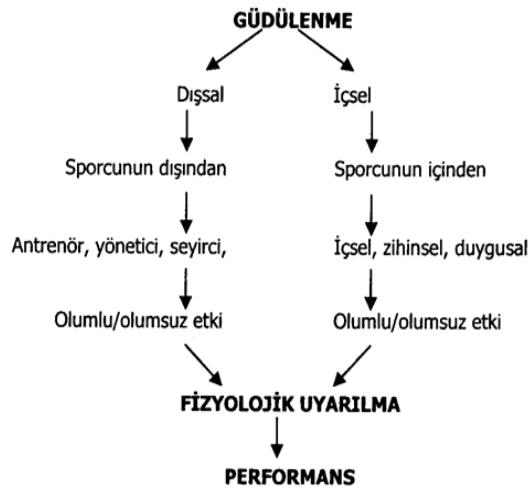 GÜDÜLENME
Dışsal
İçsel
Sporcunun dışından
Sporcunun içinden
Antrenör, yönetici, seyirci,
İçsel, zihinsel, duygusal
Olumlu/olumsuz etki
Olumlu/olumsuz etki
FİZYOLOJİK UYARILMA
PERFORMANS